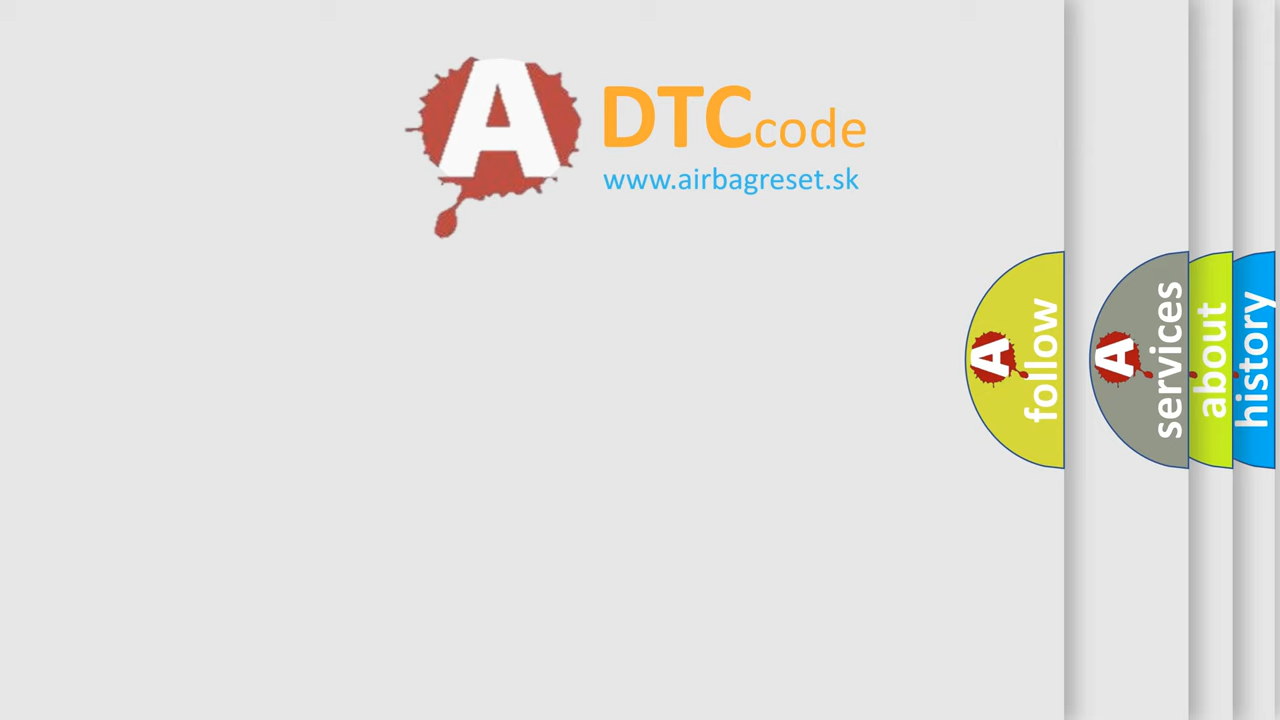 A
DTCcode
www.airbagreset.sk
A follow
A services
about
history